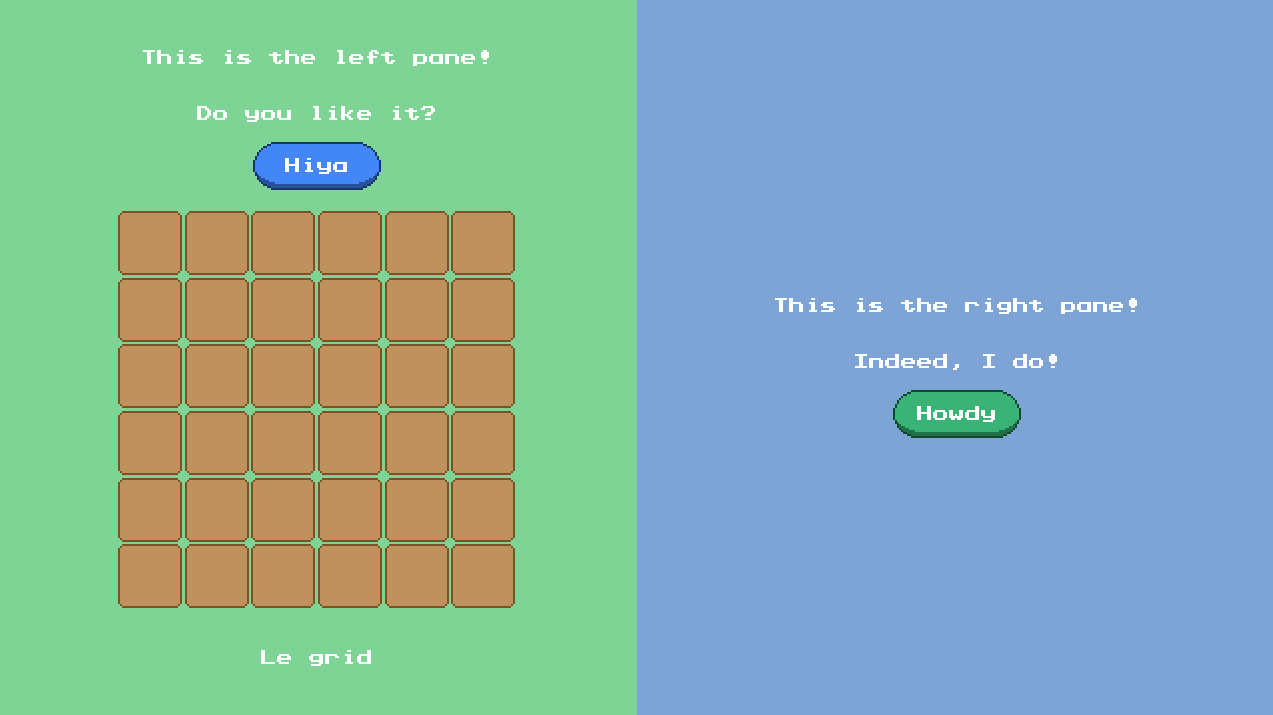 This is the left pane!
Do you like it?
Hiya
Le grid
This is the right pane!
Indeed, I do!
Howdy